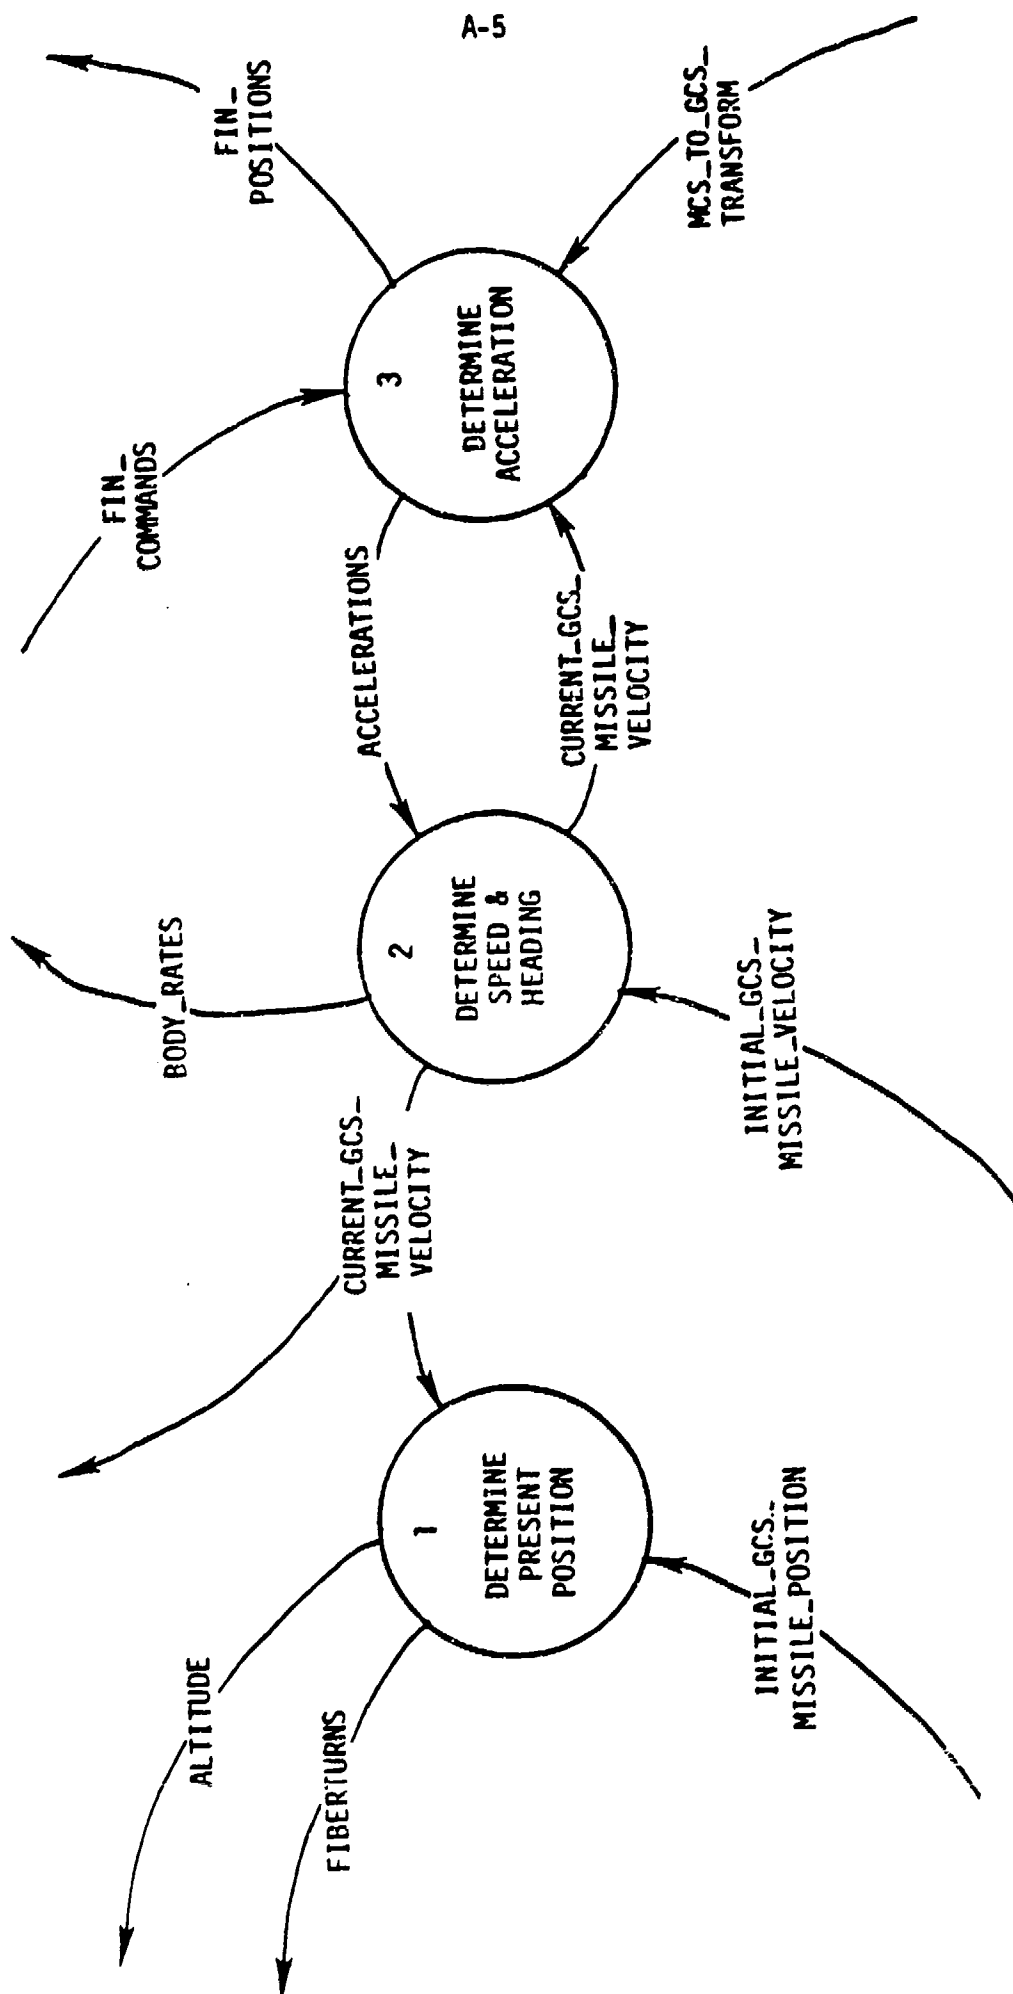 A-5
ALTITUDE
FIBERTURNS
1
DETERMINE
PRESENT
POSITION
INITIAL_GCS_
MISSILE_POSITION
CURRENT_GCS_
MISSILE_
VELOCITY
BODY_RATES
2
DETERMINE
SPEED &
HEADING
INITIAL_GCS_
MISSILE_VELOCITY
ACCELERATIONS
CURRENT_GCS_
MISSILE_
VELOCITY
FIN_
COMMANDS
3
DETERMINE
ACCELERATION
FIN_
POSITIONS
MCS_TO_GCS_
TRANSFORM